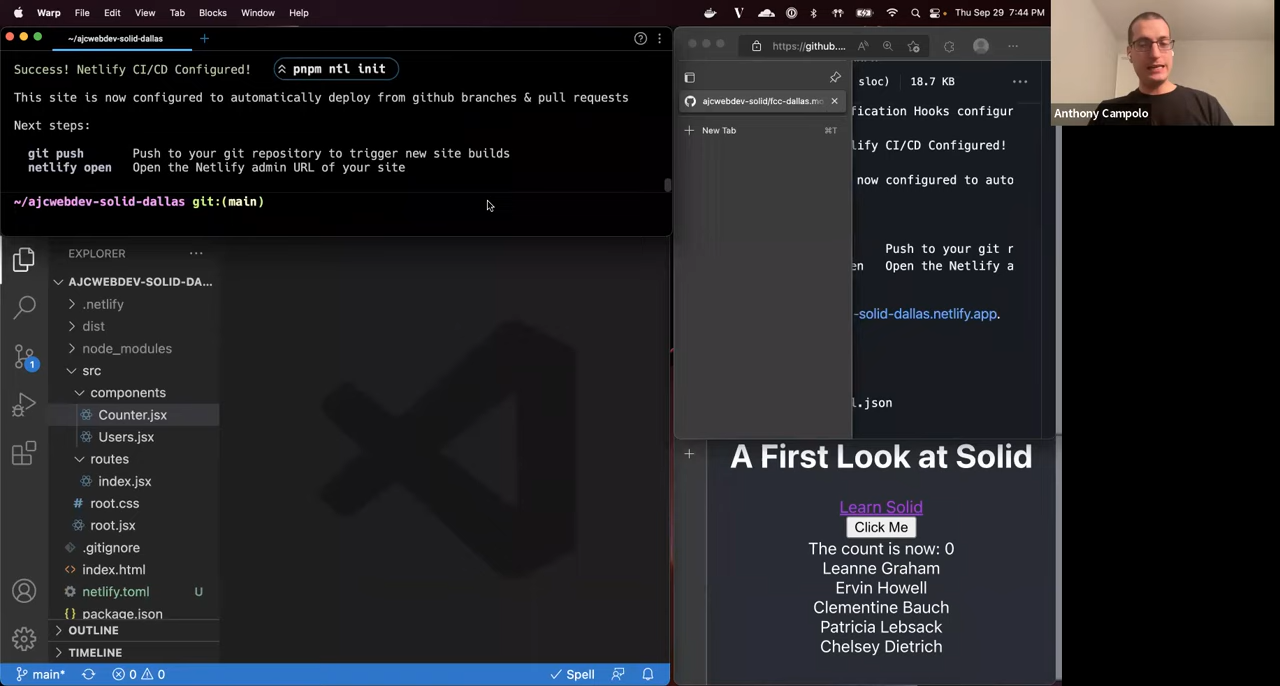 Warp File Edit View Tab Blocks Window Help
Thu Sep 29 7:44 PM
~/ajcwebdev-solid-dallas
Success! Netlify CI/CD Configured! pnpm ntl init
This site is now configured to automatically deploy from github branches & pull requests
Next steps:
git push Push to your git repository to trigger new site builds
netlify open Open the Netlify admin URL of your site
~/ajcwebdev-solid-dallas git:(main)
EXPLORER
AJCWEBDEV-SOLID-DA...
.netlify
dist
node_modules
src
components
Counter.jsx
Users.jsx
routes
index.jsx
root.css
root.jsx
.gitignore
index.html
netlify.toml U
package.json
OUTLINE
TIMELINE
1
main* 0 0 Spell
https://github....
ajcwebdev-solid/fcc-dallas.mo
New Tab ⌘T
sloc) 18.7 KB
fication Hooks configur
lify CI/CD Configured!
now configured to auto
Push to your git r
en Open the Netlify a
-solid-dallas.netlify.app.
l.json
A First Look at Solid
Learn Solid
Click Me
The count is now: 0
Leanne Graham
Ervin Howell
Clementine Bauch
Patricia Lebsack
Chelsey Dietrich
Anthony Campolo